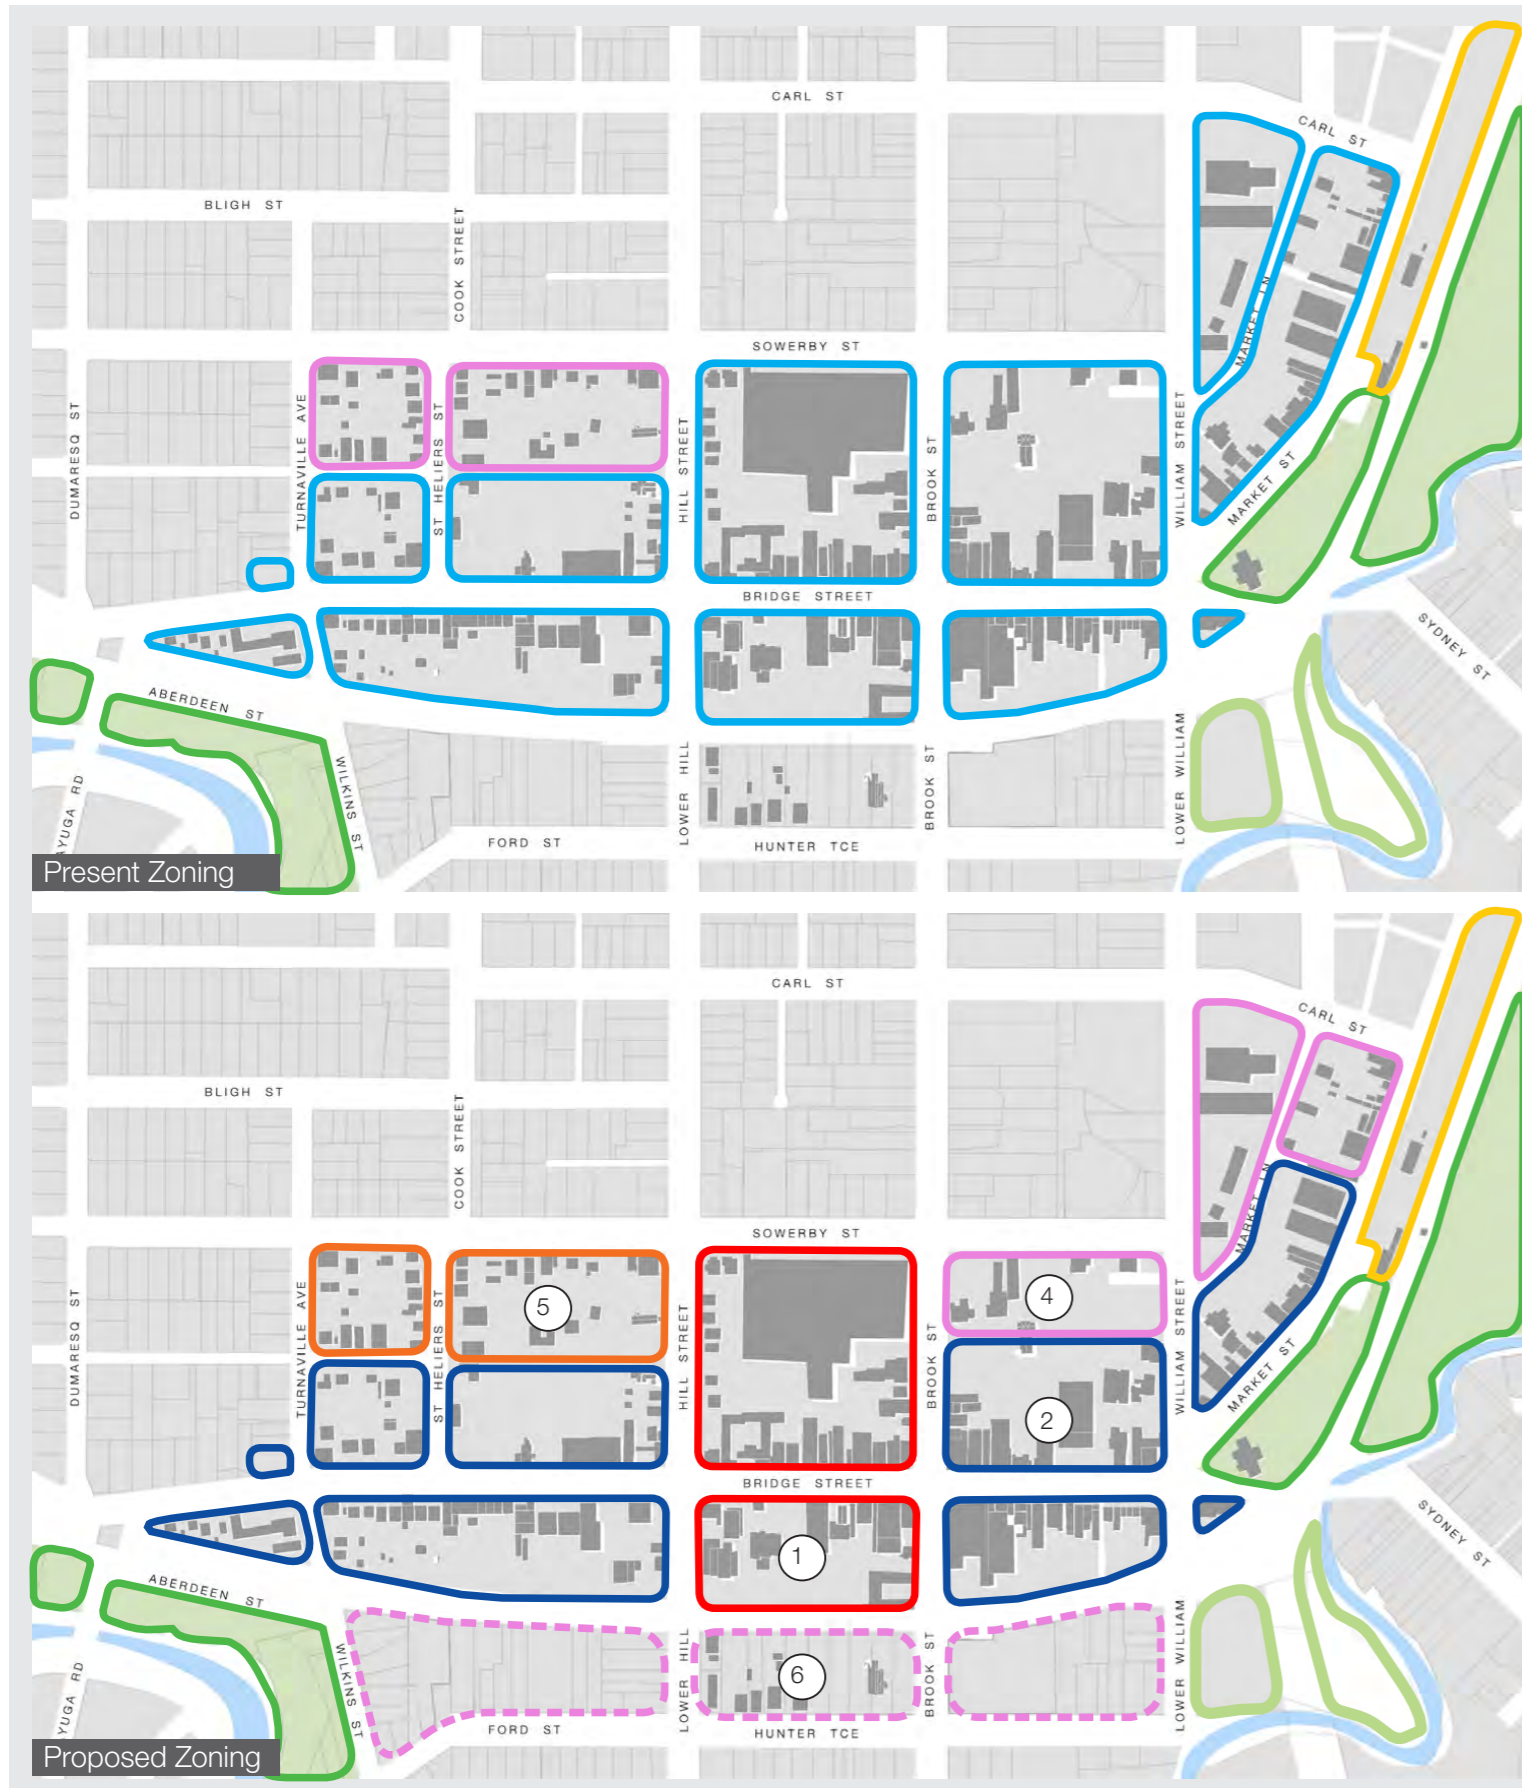 CARL ST
CARL ST
BLIGH ST
COOK STREET
SOWERBY ST
MARKET LN
DUMARESQ ST
TURNAVILLE AVE
ST HELIERS ST
HILL STREET
BROOK ST
WILLIAM STREET
MARKET ST
BRIDGE STREET
SYDNEY ST
ABERDEEN ST
WILKINS ST
LOWER HILL
BROOK ST
LOWER WILLIAM
YUGA RD
FORD ST
HUNTER TCE
Present Zoning
CARL ST
CARL ST
BLIGH ST
COOK STREET
SOWERBY ST
MARKET LN
DUMARESQ ST
TURNAVILLE AVE
ST HELIERS ST
5
HILL STREET
4
BROOK ST
2
WILLIAM STREET
MARKET ST
BRIDGE STREET
SYDNEY ST
1
ABERDEEN ST
WILKINS ST
LOWER HILL
6
BROOK ST
LOWER WILLIAM
YUGA RD
FORD ST
HUNTER TCE
Proposed Zoning